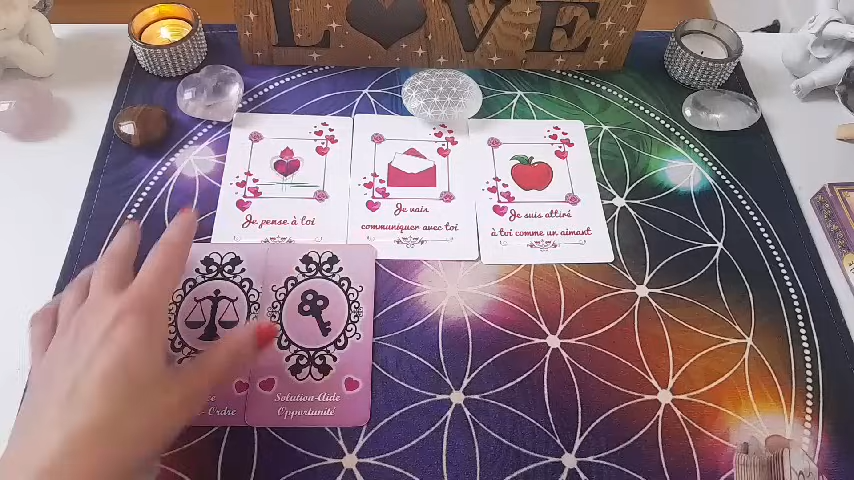 LOVE
Je pense à toi
Je vais
communiquer avec toi
Je suis attiré
à toi comme un aimant
Solution-Aide
Opportunité
- Ordre